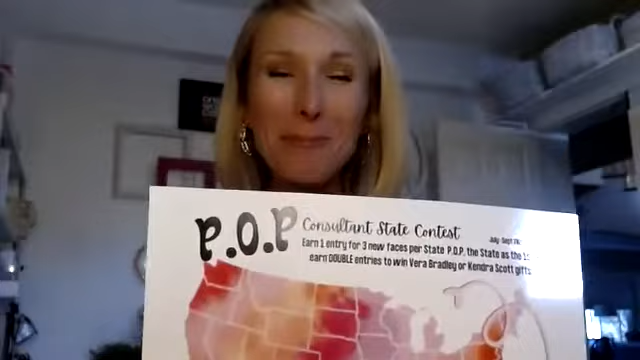 P.O.P Consultant State Contest
July-Sept
Earn 1 entry for 3 new faces per State P.O.P, the State as the
earn DOUBLE entries to win Vera Bradley or Kendra Scott gifts